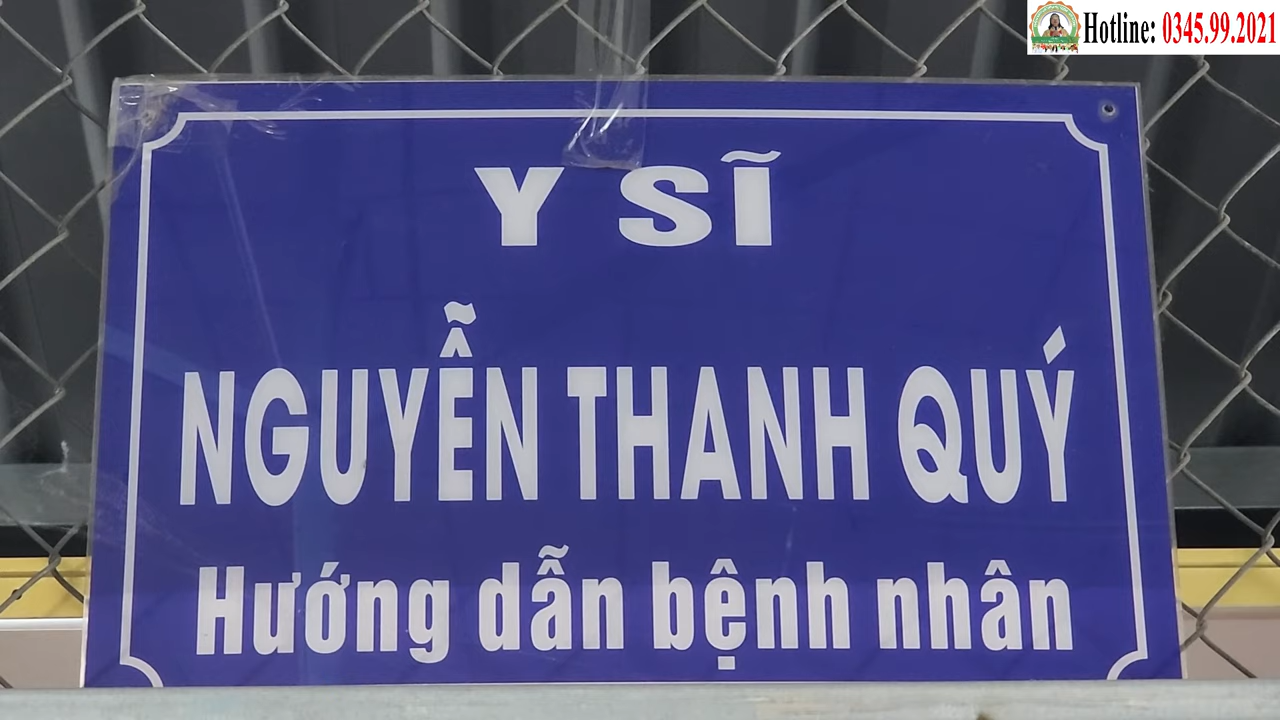 Hotline: 0345.99.2021
Y SĨ
NGUYỄN THANH QUÝ
Hướng dẫn bệnh nhân